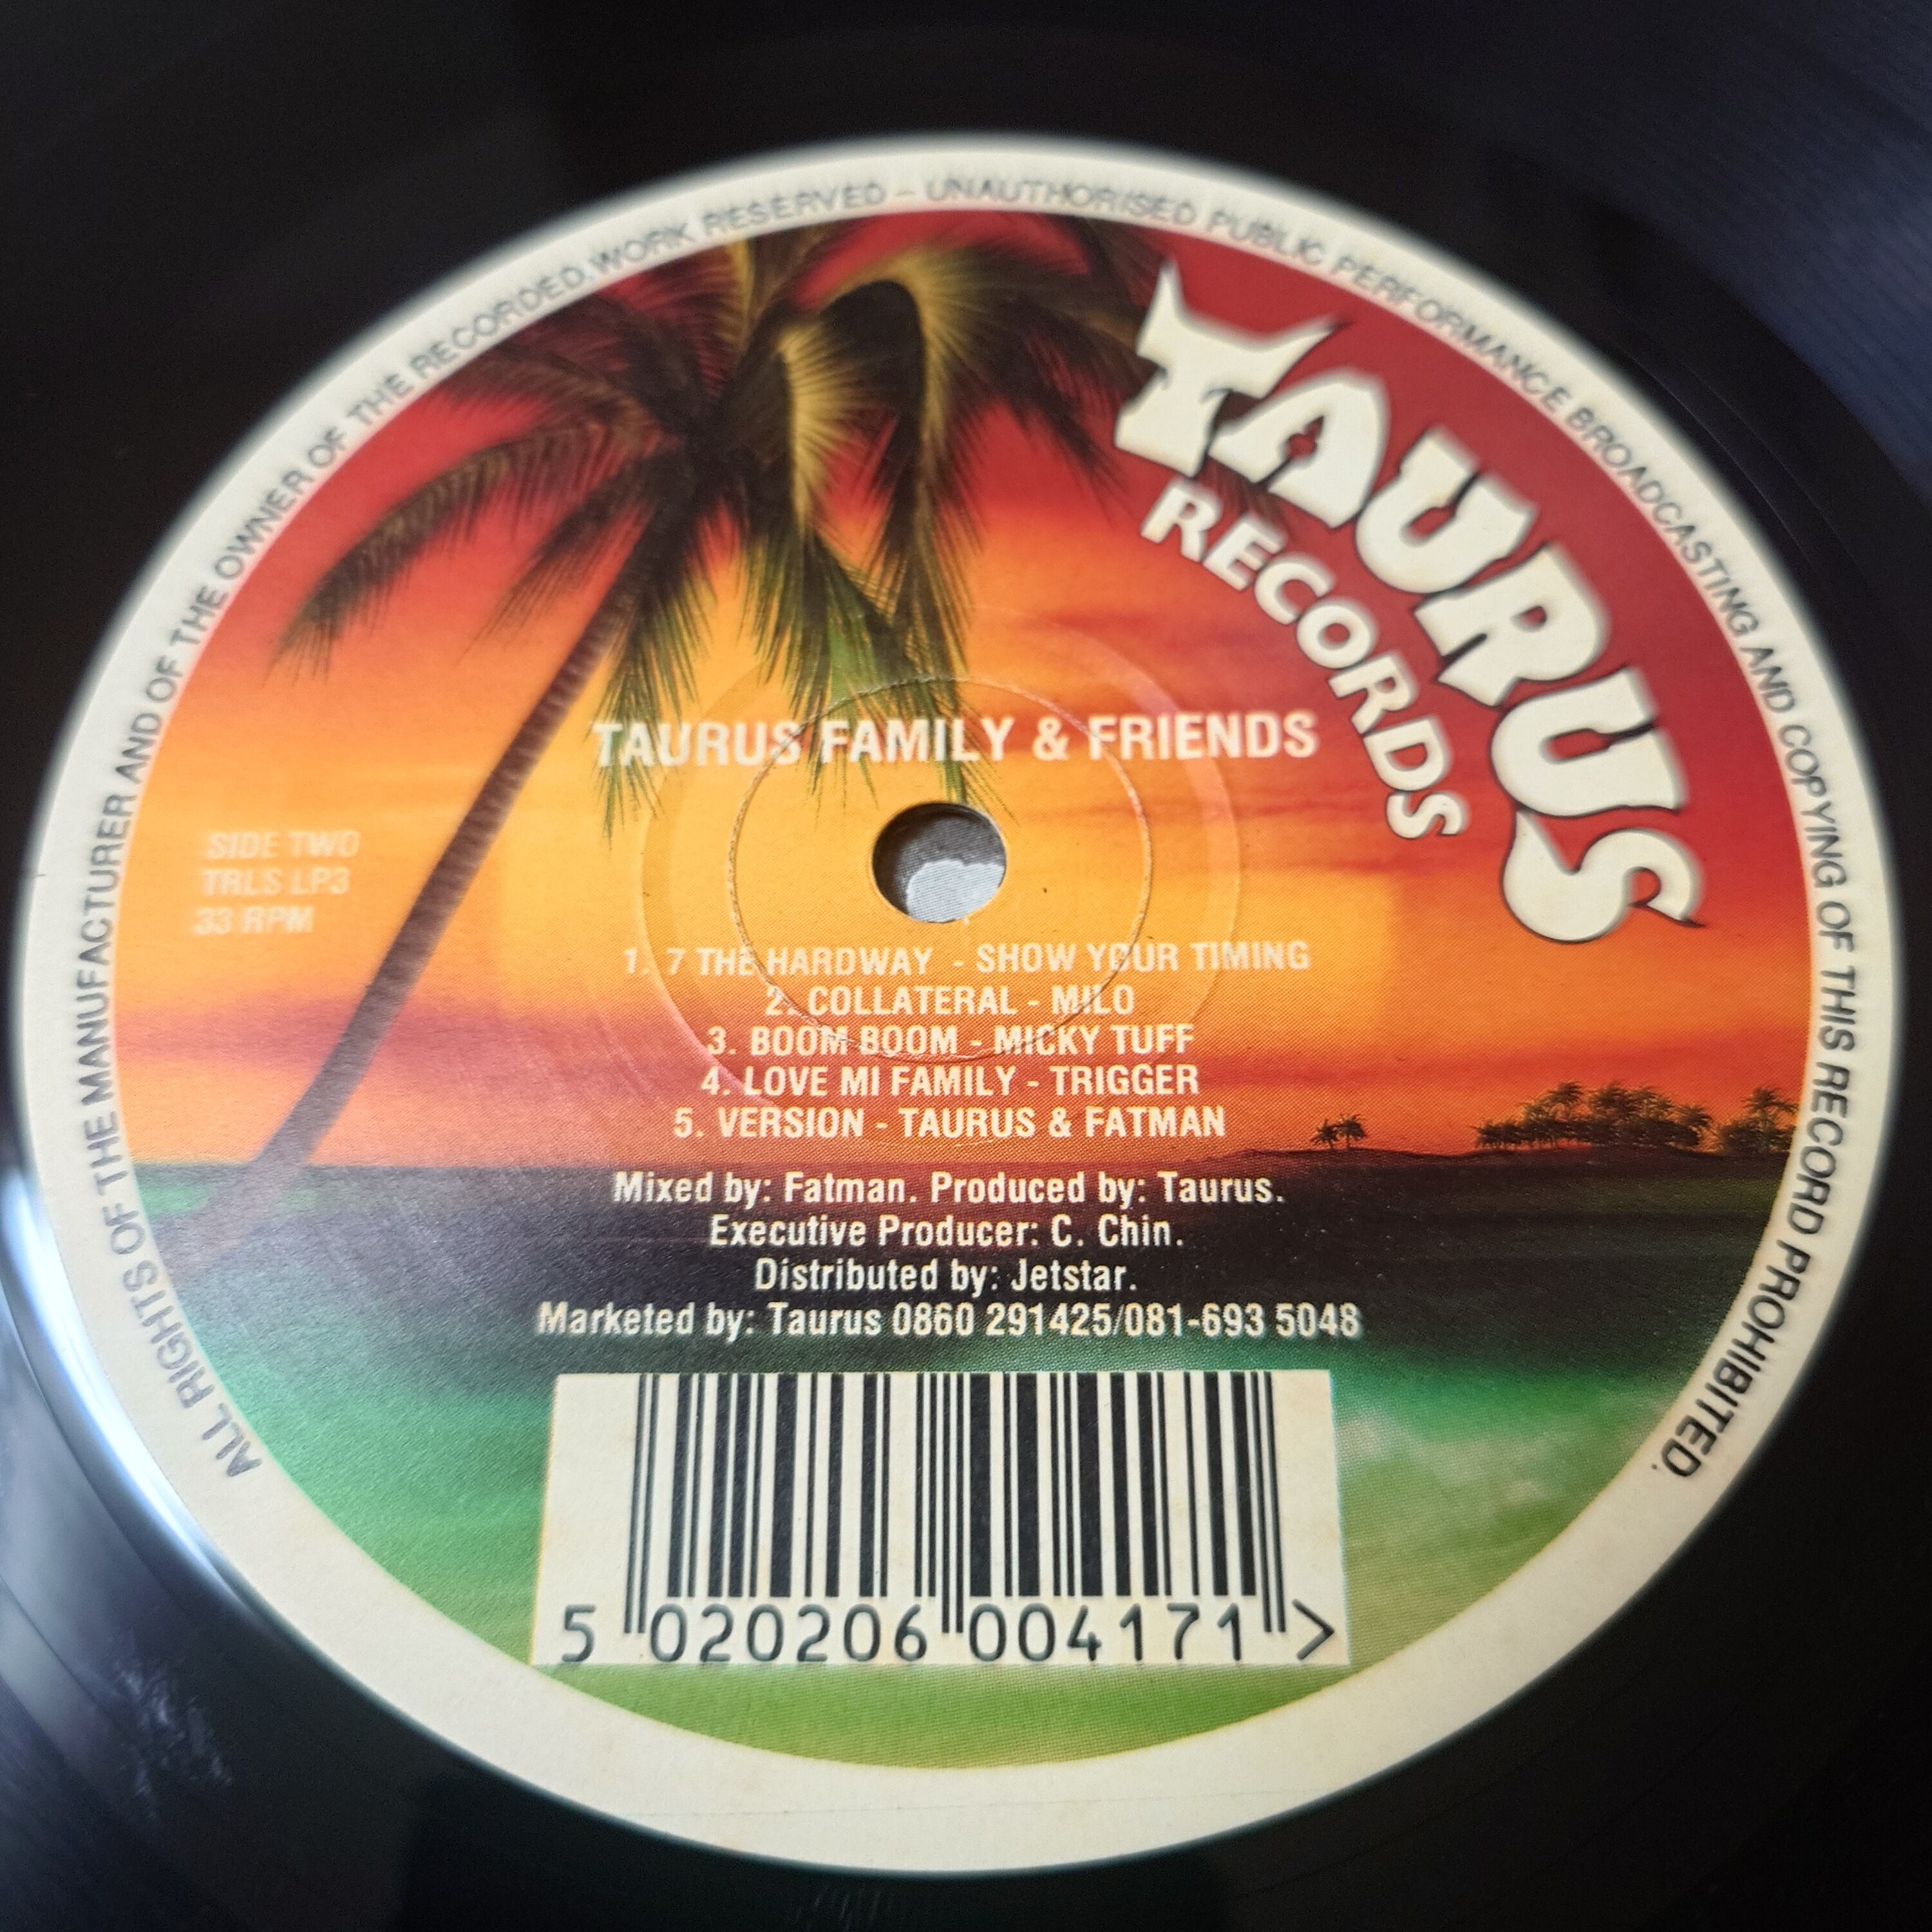 ALL RIGHTS OF THE MANUFACTURER AND OF THE OWNER OF THE RECORDED WORK RESERVED – UNAUTHORISED PUBLIC PERFORMANCE BROADCASTING AND COPYING OF THIS RECORD PROHIBITED.
TAURUS
RECORDS
TAURUS FAMILY & FRIENDS
SIDE TWO
TRLS LP3
33 RPM
1. 7 THE HARDWAY - SHOW YOUR TIMING
2. COLLATERAL - MILO
3. BOOM BOOM - MICKY TUFF
4. LOVE MI FAMILY - TRIGGER
5. VERSION - TAURUS & FATMAN
Mixed by: Fatman. Produced by: Taurus.
Executive Producer: C. Chin.
Distributed by: Jetstar.
Marketed by: Taurus 0860 291425/081-693 5048
5 020206 004171 >